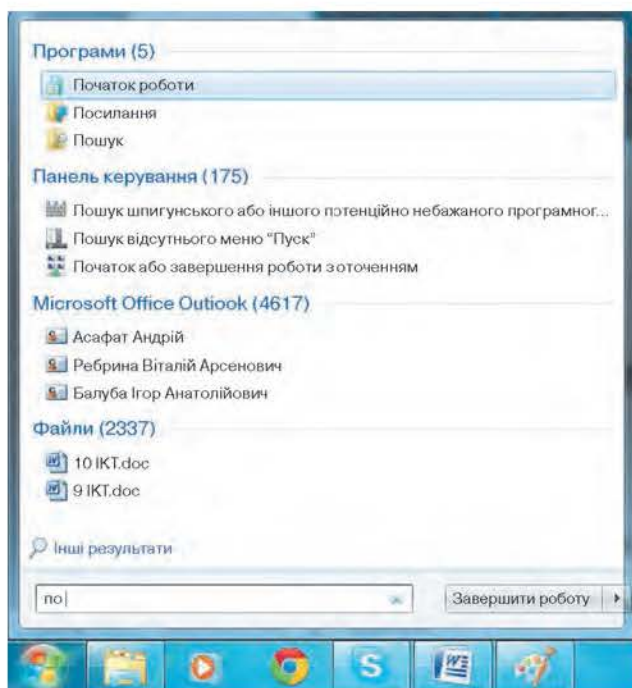 Програми (5)
Початок роботи
Посилання
Пошук
Панель керування (175)
Пошук шпигунського або іншого потенційно небажаного програмног...
Пошук відсутнього меню "Пуск"
Початок або завершення роботи з оточенням
Microsoft Office Outlook (4617)
Асафат Андрій
Ребрина Віталій Арсенович
Балуба Ігор Анатолійович
Файли (2337)
10 ІКТ.doc
9 ІКТ.doc
Інші результати
по
Завершити роботу